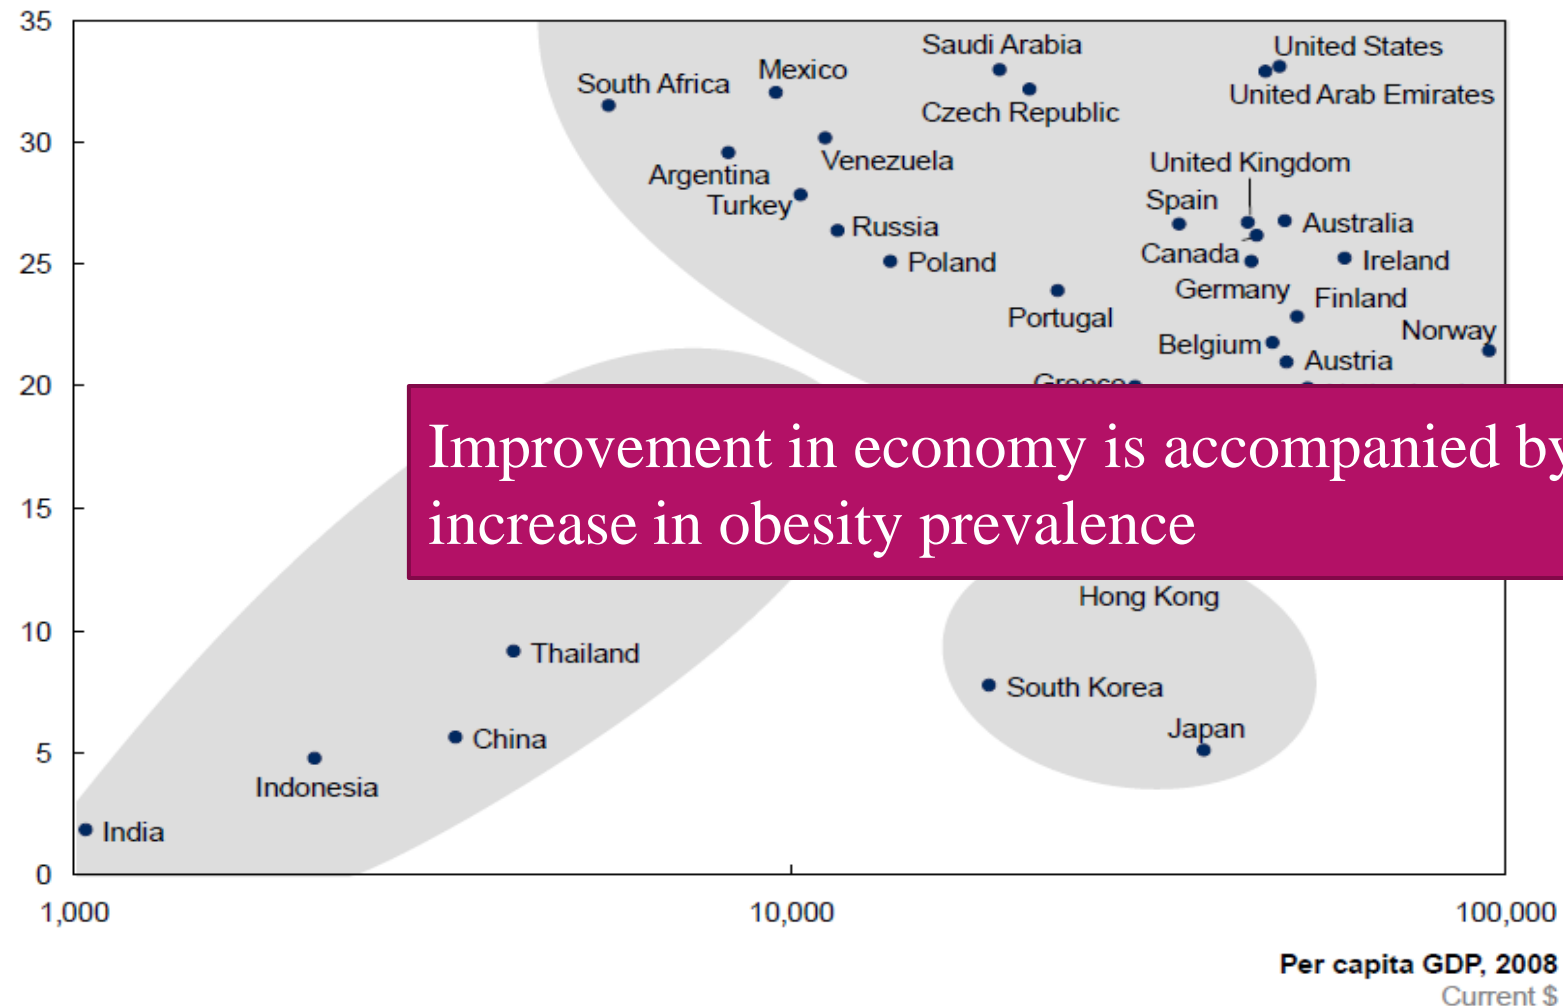 35
Saudi Arabia
United States
South Africa
Mexico
United Arab Emirates
Czech Republic
30
Venezuela
United Kingdom
Argentina
Turkey
Spain
Russia
Australia
25
Poland
Canada
Ireland
Germany
Finland
Portugal
Norway
Belgium
Austria
20
Greece
Improvement in economy is accompanied by
increase in obesity prevalence
15
Hong Kong
10
Thailand
South Korea
Japan
5
China
Indonesia
India
0
1,000
10,000
100,000
Per capita GDP, 2008
Current $